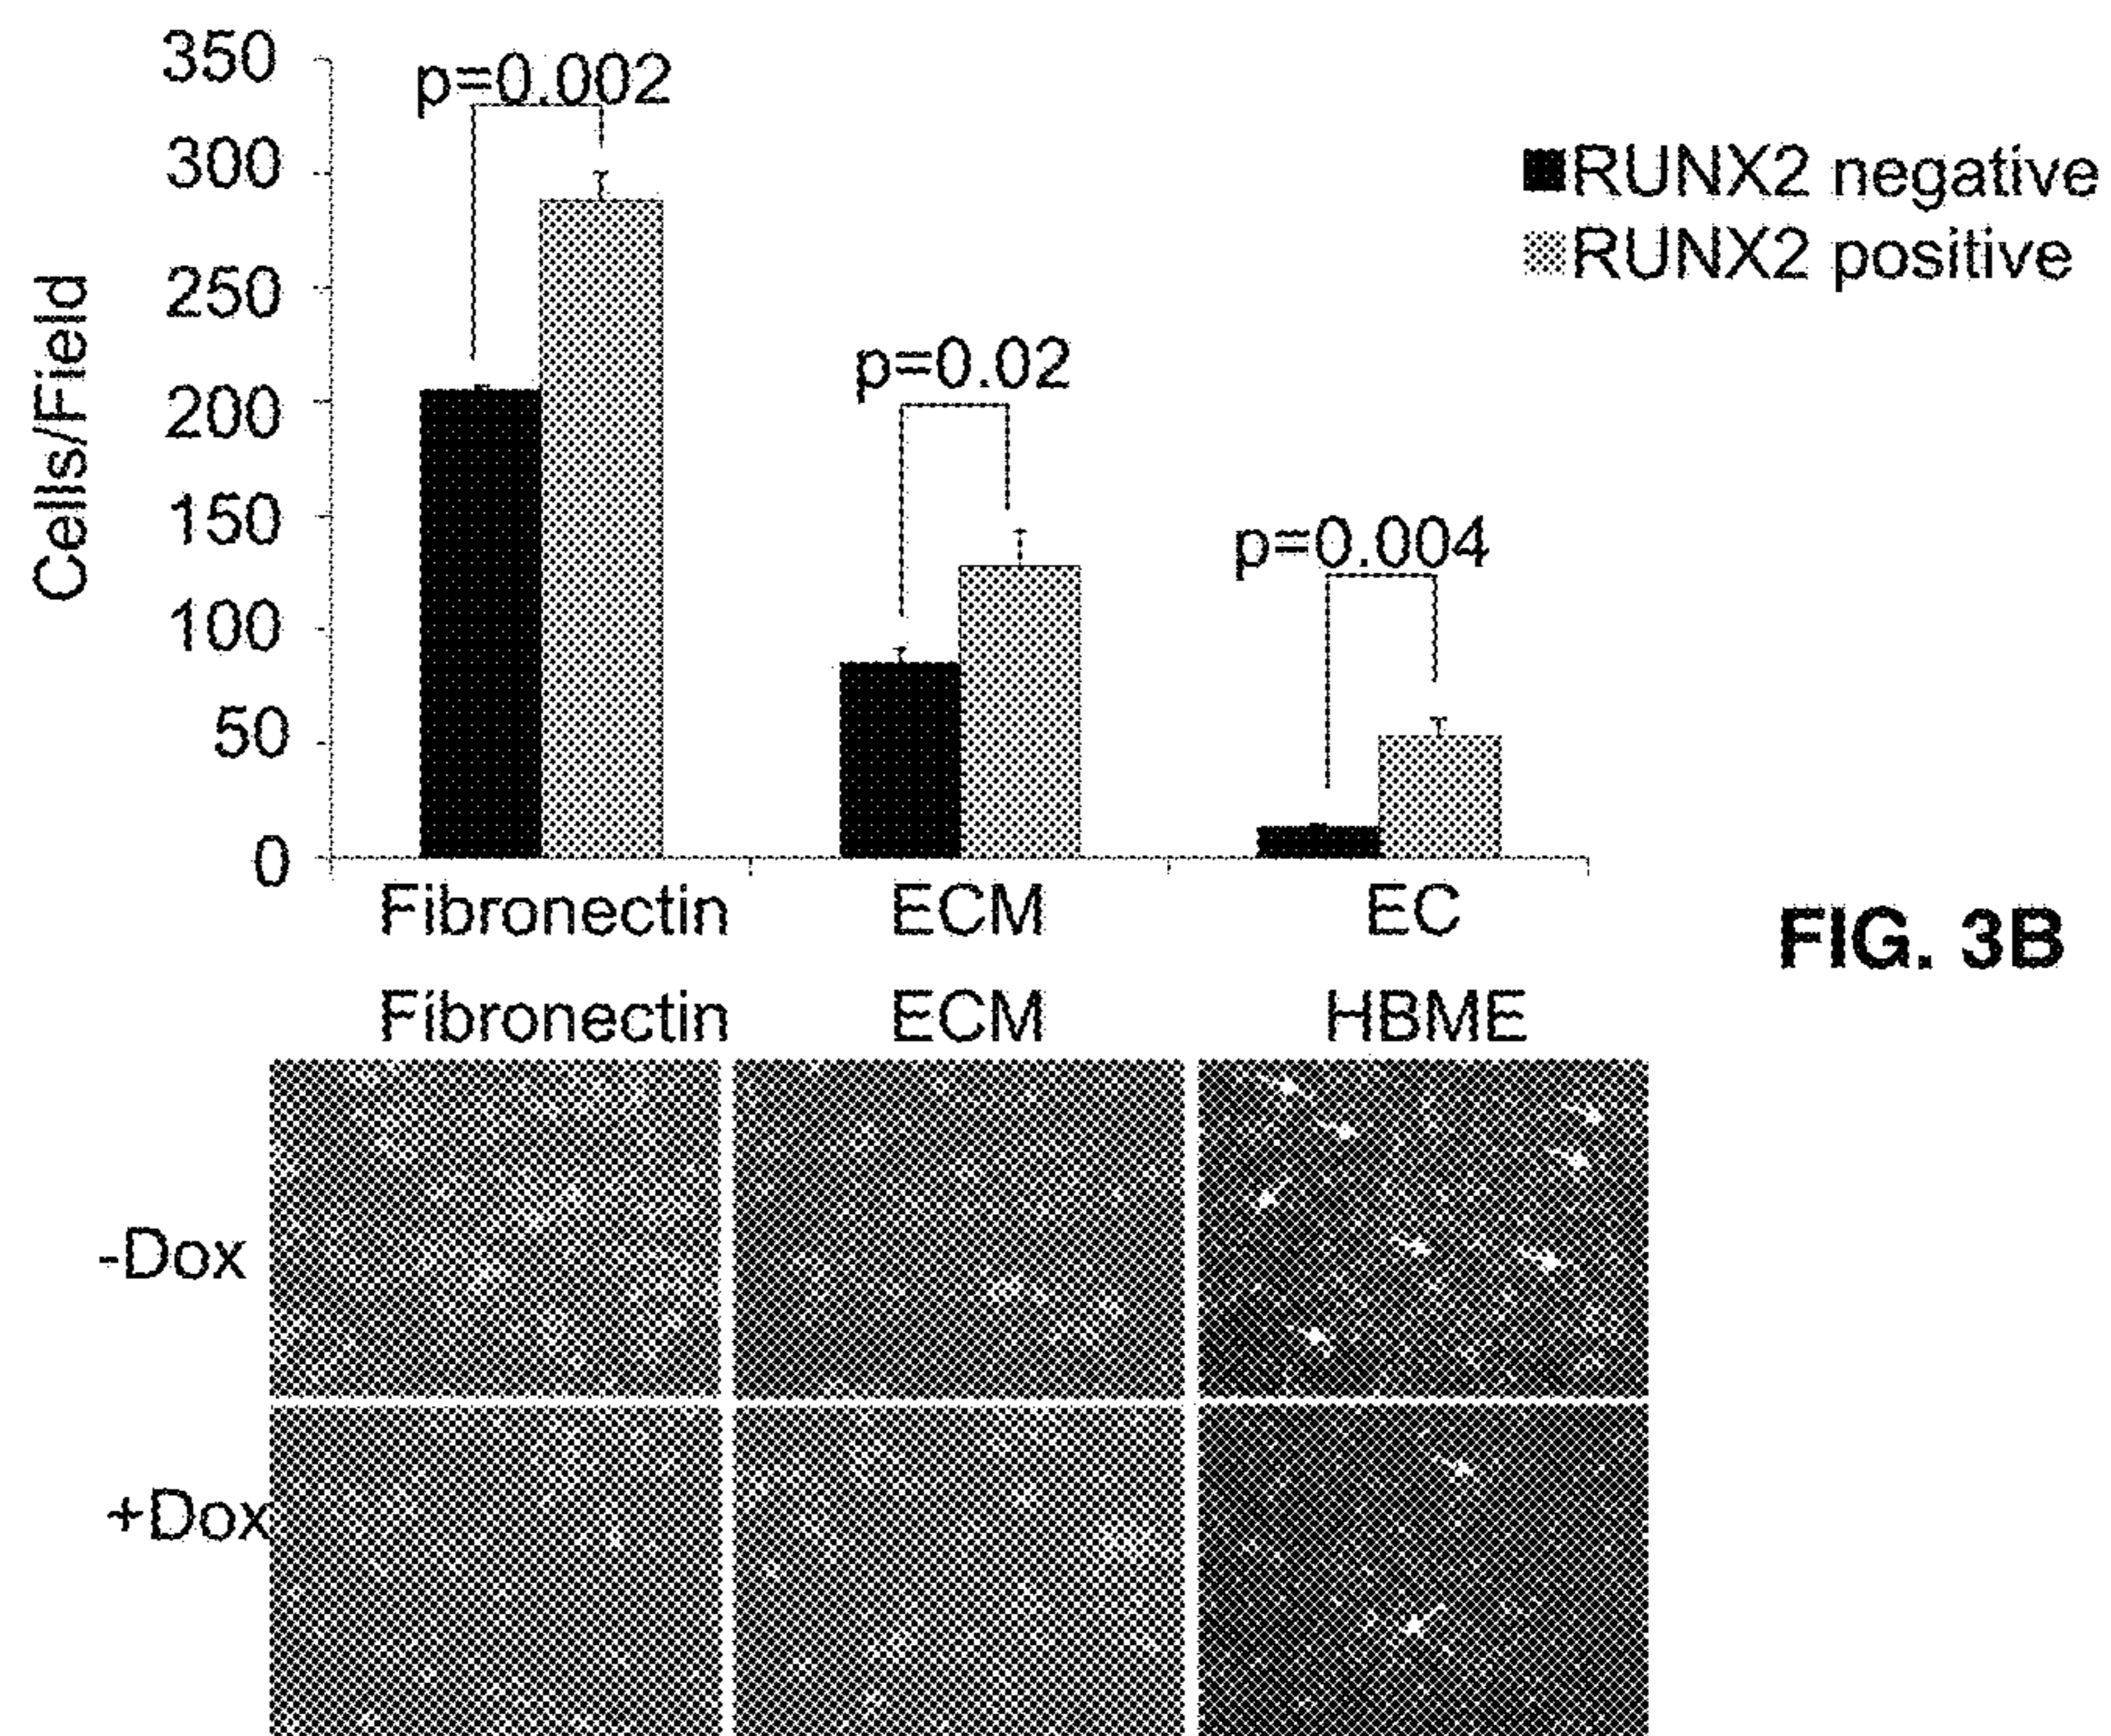 350
p=0.002
300
RUNX2 negative
RUNX2 positive
250
Cells/Field
p=0.02
200
150
p=0.004
100
50
0
Fibronectin ECM EC
FIG. 3B
Fibronectin ECM HBME
-Dox
+Dox